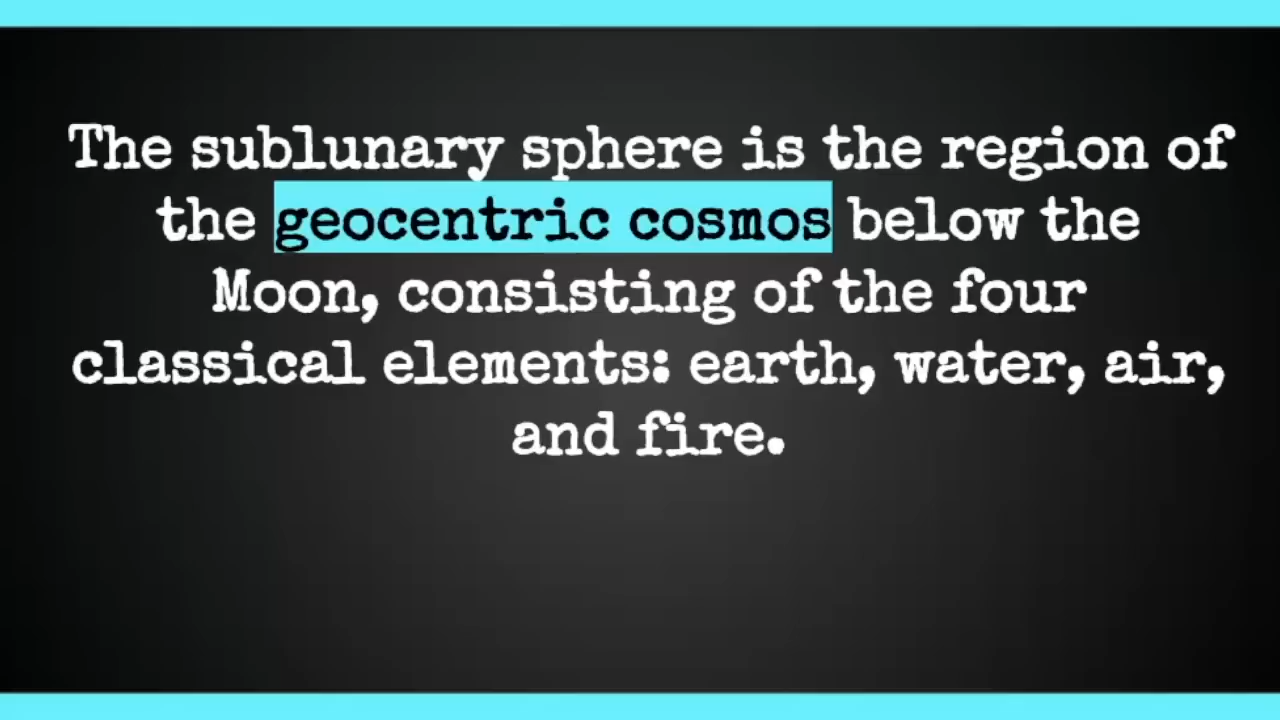 The sublunary sphere is the region of
the geocentric cosmos below the
Moon, consisting of the four
classical elements: earth, water, air,
and fire.